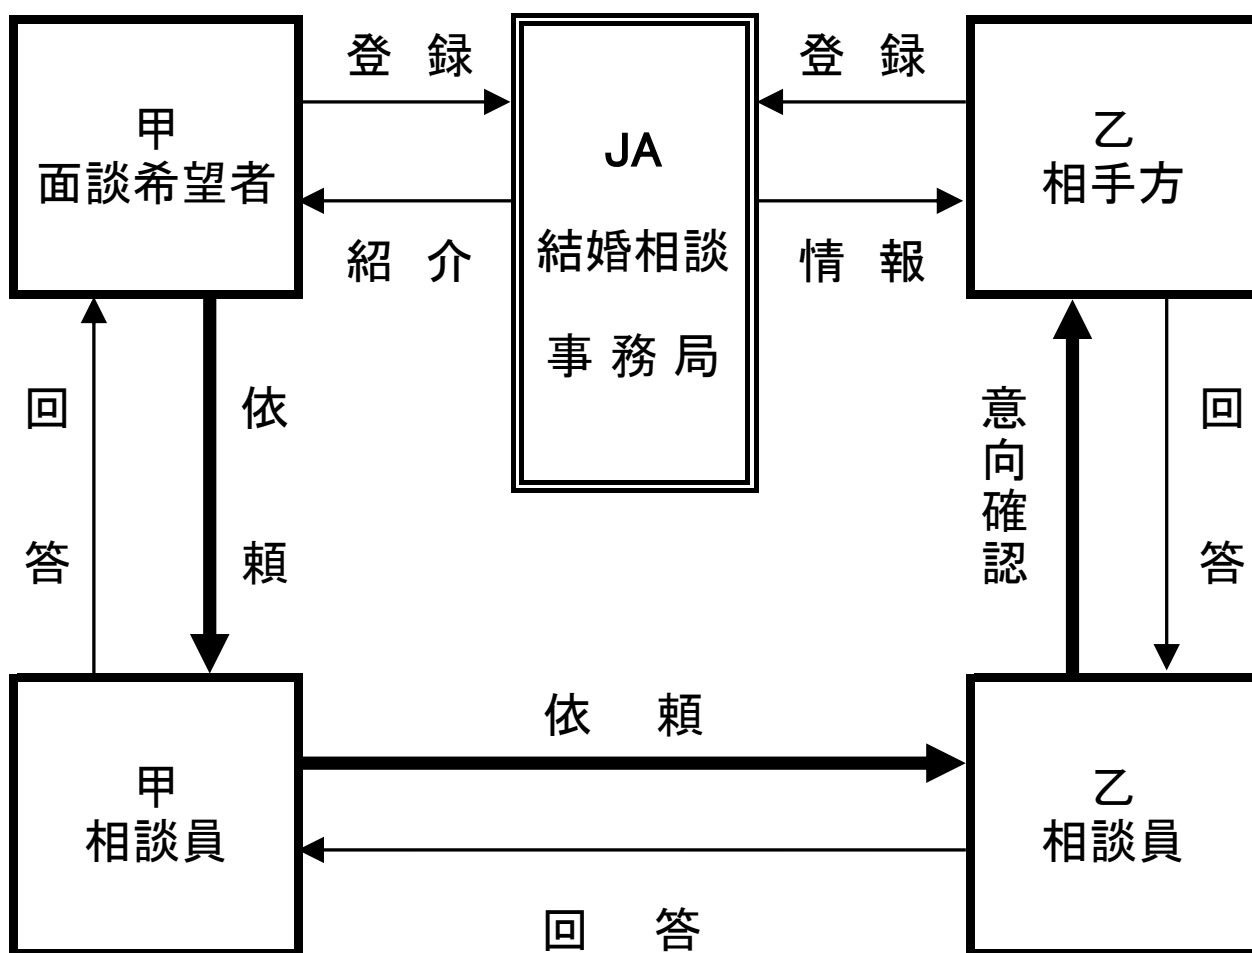 登録
登録
甲
面談希望者
JA
結婚相談
事務局
乙
相手方
紹介
情報
回答
依頼
意向確認
回答
依頼
甲
相談員
乙
相談員
回答